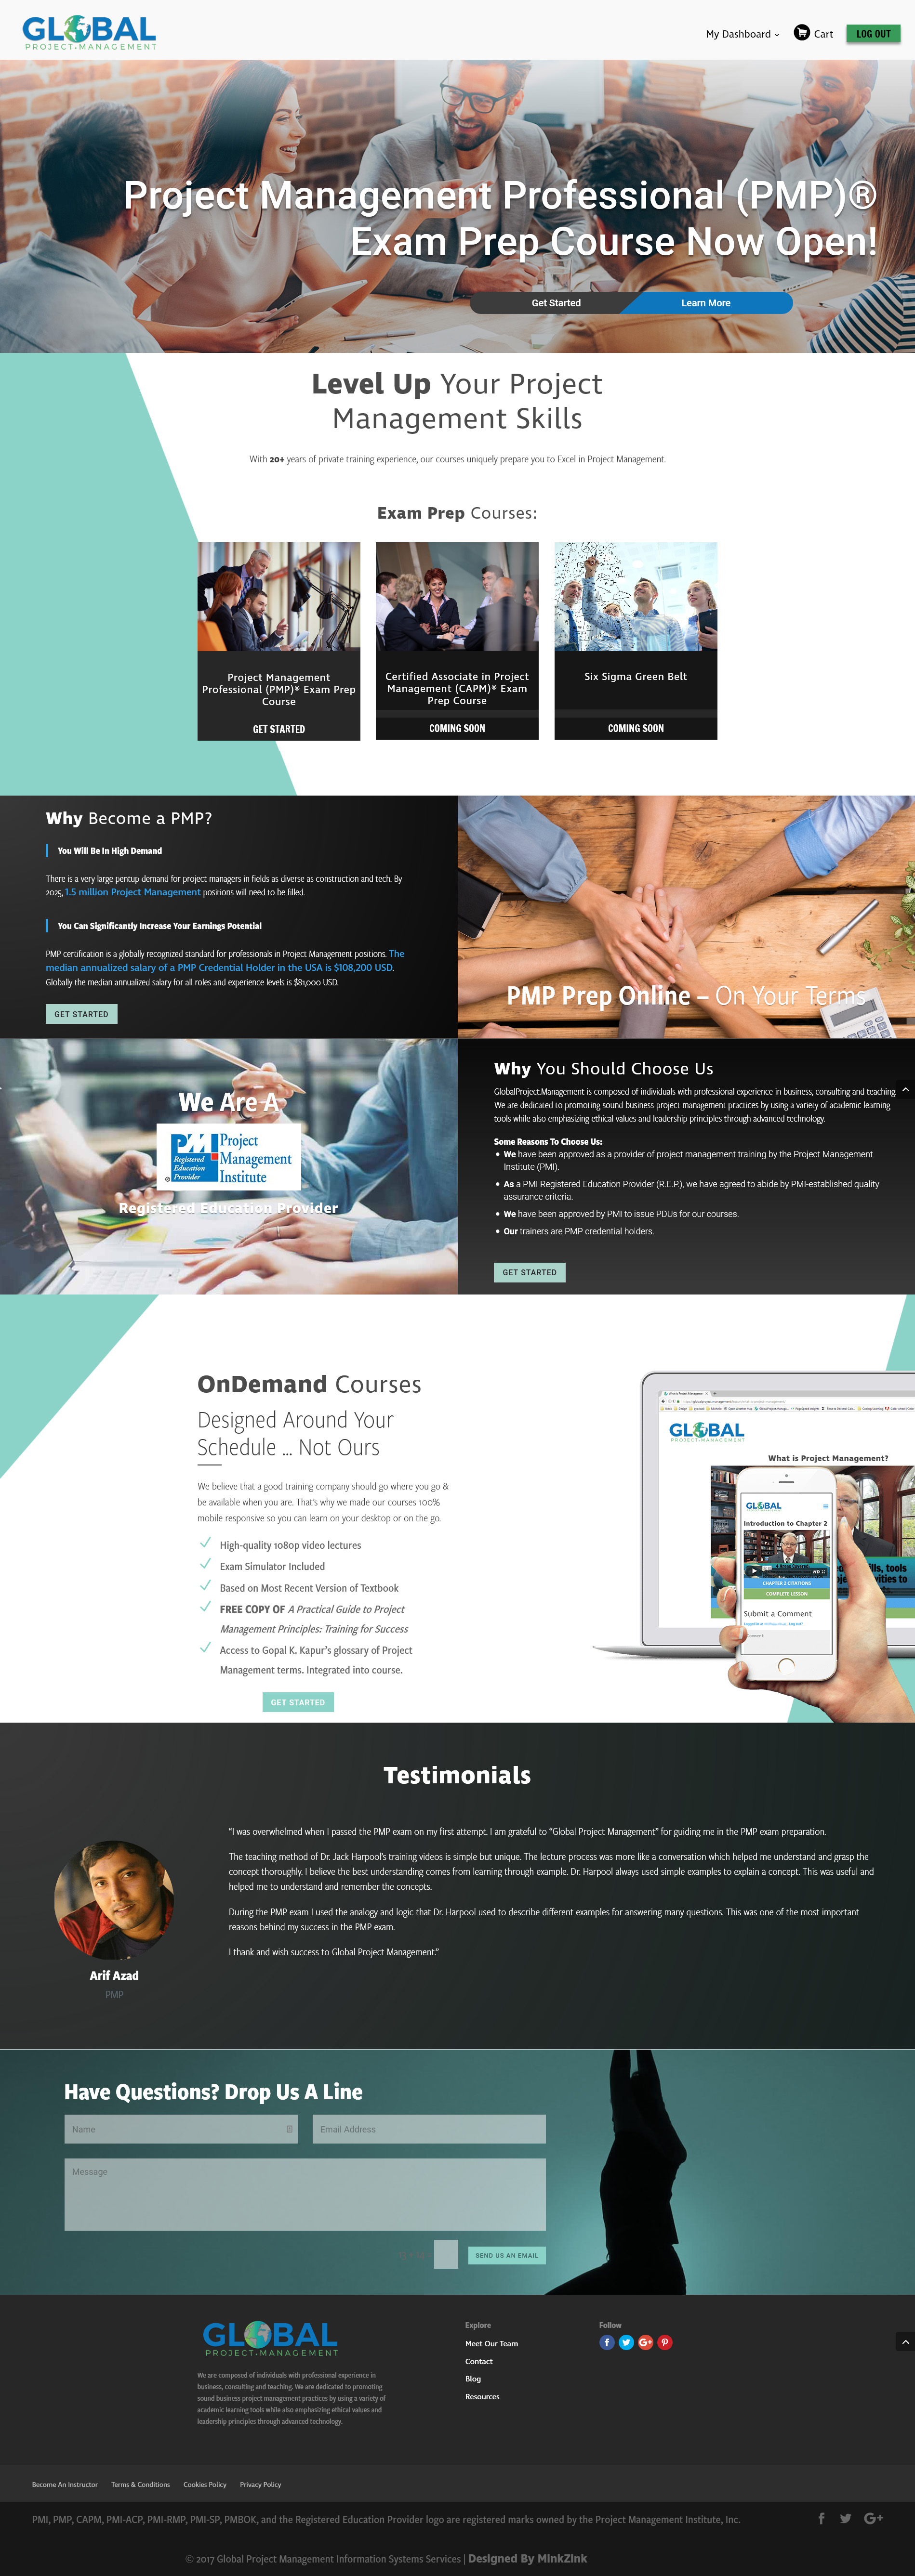 GLOBAL
PROJECT.MANAGEMENT
My Dashboard
Cart
LOG OUT
Project Management Professional (PMP)®
Exam Prep Course Now Open!
Get Started
Learn More
Level Up Your Project
Management Skills
With 20+ years of private training experience, our courses uniquely prepare you to Excel in Project Management.
Exam Prep Courses:
Project Management
Professional (PMP)® Exam Prep
Course
GET STARTED
Certified Associate in Project
Management (CAPM)® Exam
Prep Course
COMING SOON
Six Sigma Green Belt
COMING SOON
Why Become a PMP?
You Will Be In High Demand
There is a very large pentup demand for project managers in fields as diverse as construction and tech. By
2025, 1.5 million Project Management positions will need to be filled.
You Can Significantly Increase Your Earnings Potential
PMP certification is a globally recognized standard for professionals in Project Management positions. The
median annualized salary of a PMP Credential Holder in the USA is $108,200 USD.
Globally the median annualized salary for all roles and experience levels is $81,000 USD.
GET STARTED
PMP Prep Online – On Your Terms
We Are A
PMI
Registered
Education
Provider
®
Project
Management
Institute
Registered Education Provider
Why You Should Choose Us
GlobalProject.Management is composed of individuals with professional experience in business, consulting and teaching.
We are dedicated to promoting sound business project management practices by using a variety of academic learning
tools while also emphasizing ethical values and leadership principles through advanced technology.
Some Reasons To Choose Us:
We have been approved as a provider of project management training by the Project Management
Institute (PMI).
As a PMI Registered Education Provider (R.E.P.), we have agreed to abide by PMI-established quality
assurance criteria.
We have been approved by PMI to issue PDUs for our courses.
Our trainers are PMP credential holders.
GET STARTED
OnDemand Courses
Designed Around Your
Schedule ... Not Ours
We believe that a good training company should go where you go &
be available when you are. That's why we made our courses 100%
mobile responsive so you can learn on your desktop or on the go.
High-quality 1080p video lectures
Exam Simulator Included
Based on Most Recent Version of Textbook
FREE COPY OF A Practical Guide to Project
Management Principles: Training for Success
Access to Gopal K. Kapur's glossary of Project
Management terms. Integrated into course.
GET STARTED
GLOBAL
PROJECT.MANAGEMENT
What is Project Management?
GLOBAL
Introduction to Chapter 2
HD
CHAPTER 2 CITATIONS
COMPLETE LESSON
Submit a Comment
Testimonials
“I was overwhelmed when I passed the PMP exam on my first attempt. I am grateful to “Global Project Management” for guiding me in the PMP exam preparation.
The teaching method of Dr. Jack Harpool's training videos is simple but unique. The lecture process was more like a conversation which helped me understand and grasp the
concept thoroughly. I believe the best understanding comes from learning through example. Dr. Harpool always used simple examples to explain a concept. This was useful and
helped me to understand and remember the concepts.
During the PMP exam I used the analogy and logic that Dr. Harpool used to describe different examples for answering many questions. This was one of the most important
reasons behind my success in the PMP exam.
I thank and wish success to Global Project Management.”
Arif Azad
PMP
Have Questions? Drop Us A Line
Name
Email Address
Message
SEND US AN EMAIL
GLOBAL
PROJECT.MANAGEMENT
We are composed of individuals with professional experience in
business, consulting and teaching. We are dedicated to promoting
sound business project management practices by using a variety of
academic learning tools while also emphasizing ethical values and
leadership principles through advanced technology.
Explore
Meet Our Team
Contact
Blog
Resources
Follow
Become An Instructor
Terms & Conditions
Cookies Policy
Privacy Policy
PMI, PMP, CAPM, PMI-ACP, PMI-RMP, PMI-SP, PMBOK, and the Registered Education Provider logo are registered marks owned by the Project Management Institute, Inc.
© 2017 Global Project Management Information Systems Services | Designed By MinkZink